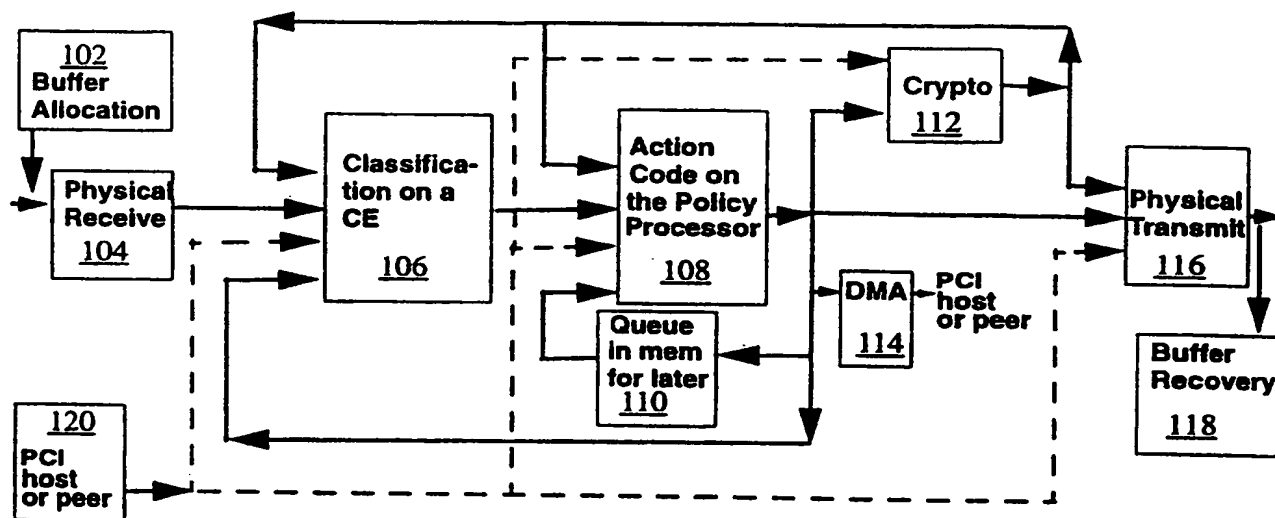 102
Buffer
Allocation
Physical
Receive
104
Classifica-
tion on a
CE
106
Action
Code on
the Policy
Processor
108
Queue
in mem
for later
110
Crypto
112
DMA
114
PCI
host
or peer
Physical
Transmit
116
Buffer
Recovery
118
120
PCI
host
or peer